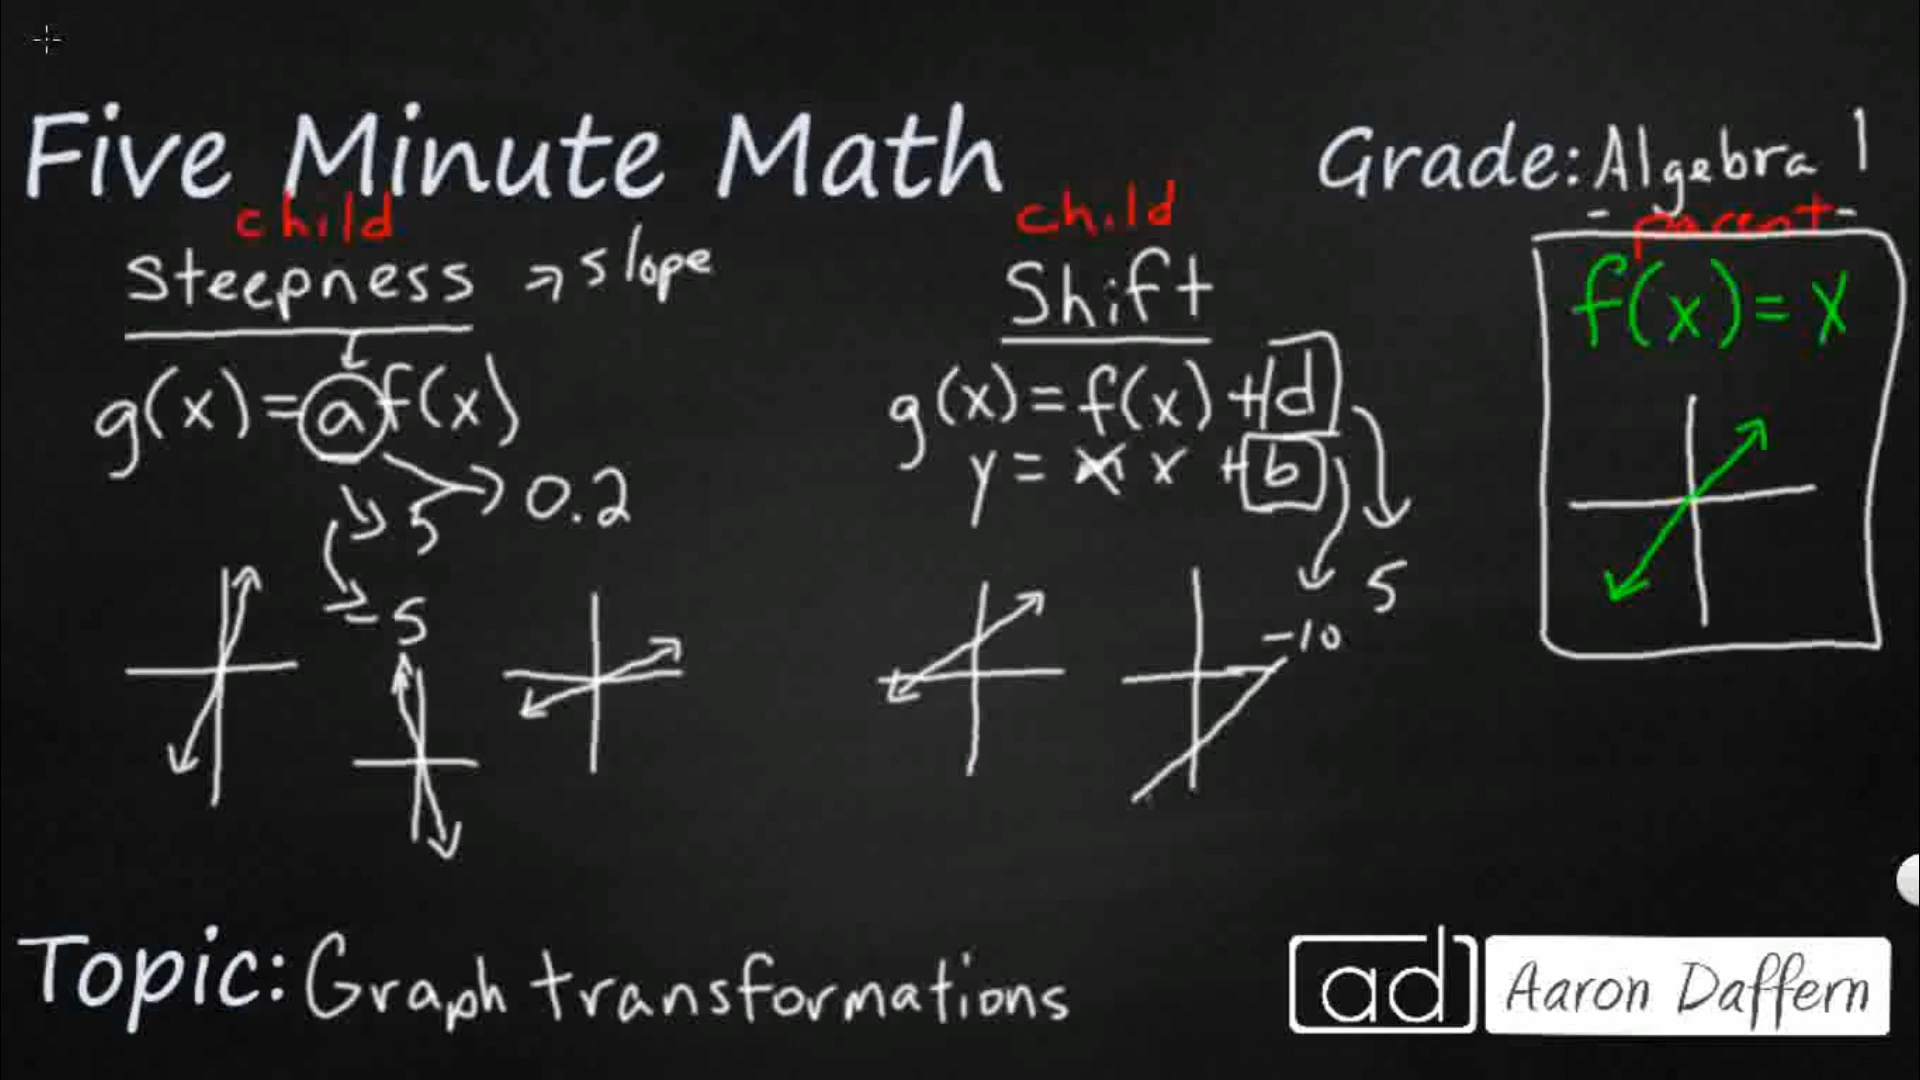 Five Minute Math
Grade: Algebra 1
child
child
parent
Steepness → slope
Shift
f(x) = x
g(x) = a f(x)
g(x) = f(x) + d
y = m x + b
5
0.2
-5
5
-10
Topic: Graph transformations
ad Aaron Daffern